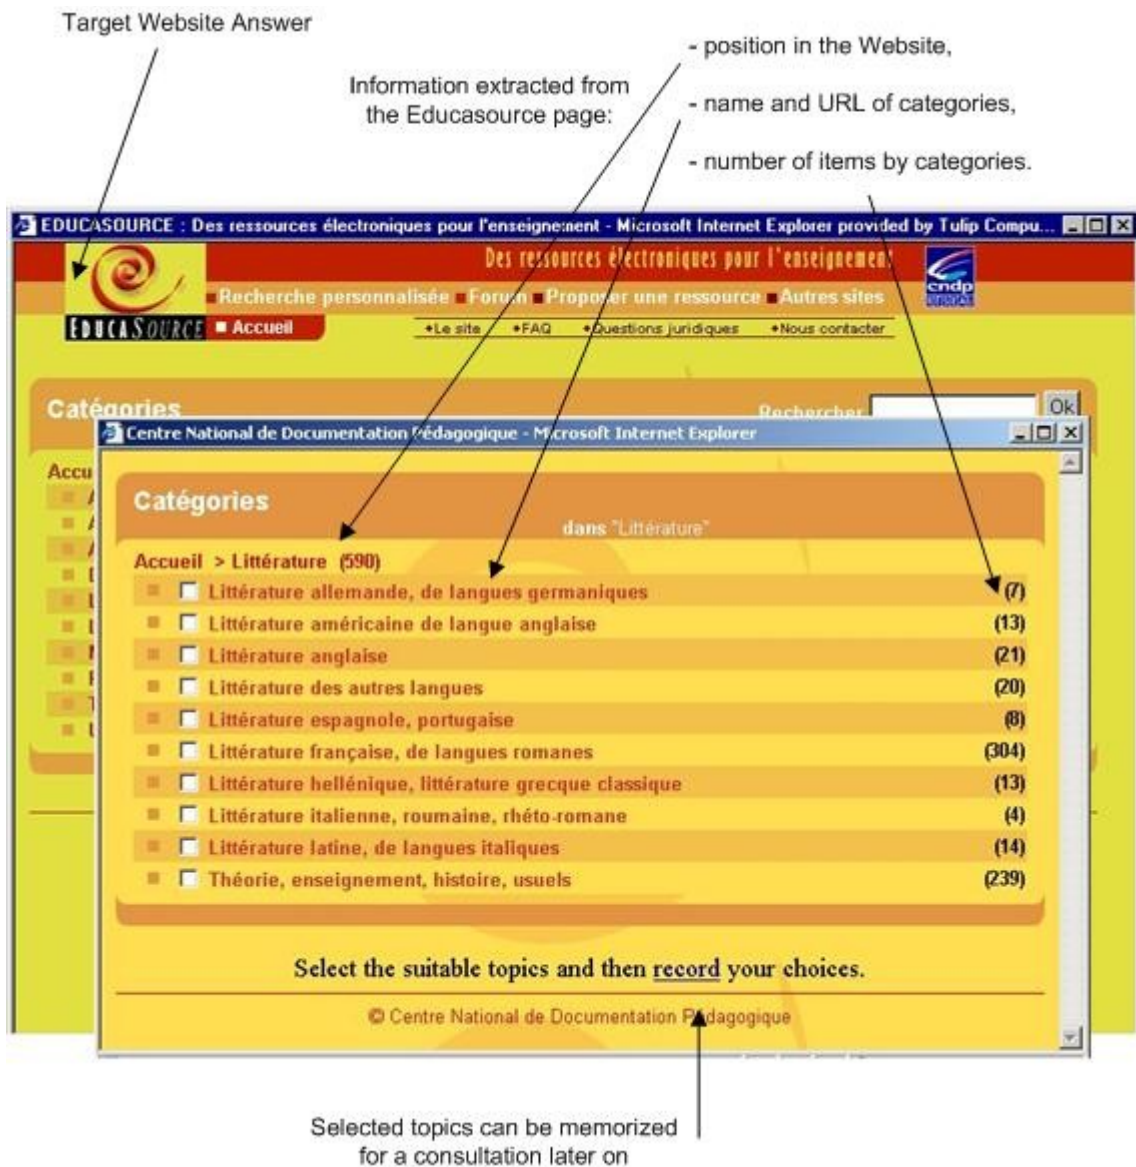 Target Website Answer
Information extracted from
the Educasource page:
- position in the Website,
- name and URL of categories,
- number of items by categories.
EDUCASOURCE : Des ressources électroniques pour l'enseignement - Microsoft Internet Explorer provided by Tulip Compu...
Des ressources électroniques pour l'enseignement
cndp
Recherche personnalisée Forum Proposer une ressource Autres sites
EDUCASOURCE Accueil
Le site FAQ Questions juridiques Nous contacter
Catégories
Rechercher Ok
Centre National de Documentation Pédagogique - Microsoft Internet Explorer
Accu
Catégories
dans "Littérature"
Accueil > Littérature (590)
Littérature allemande, de langues germaniques (7)
Littérature américaine de langue anglaise (13)
Littérature anglaise (21)
Littérature des autres langues (20)
Littérature espagnole, portugaise (8)
Littérature française, de langues romanes (304)
Littérature hellénique, littérature grecque classique (13)
Littérature italienne, roumaine, rhéto-romane (4)
Littérature latine, de langues italiques (14)
Théorie, enseignement, histoire, usuels (239)
Select the suitable topics and then record your choices.
© Centre National de Documentation Pédagogique
Selected topics can be memorized
for a consultation later on